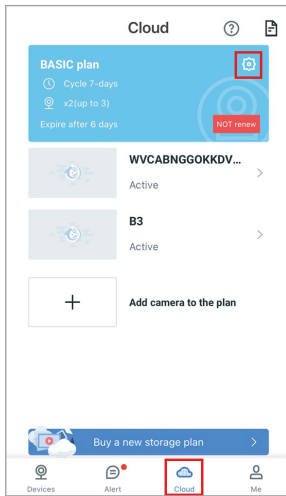 Cloud
?
BASIC plan
Cycle 7-days
x2(up to 3)
Expire after 6 days
NOT renew
WVCABNGGOKKDV...
Active
B3
Active
+
Add camera to the plan
Buy a new storage plan
Devices
Alert
Cloud
Me